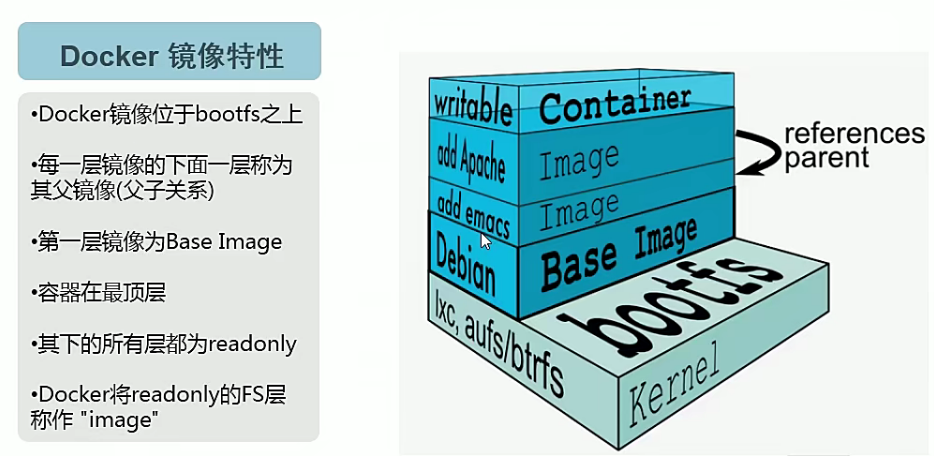 Docker 镜像特性
•Docker镜像位于bootfs之上
•每一层镜像的下面一层称为
其父镜像(父子关系)
•第一层镜像为Base Image
•容器在最顶层
•其下的所有层都为readonly
•Docker将readonly的FS层
称作 "image"
writable
Container
add Apache
Image
add emacs
Image
Debian
Base Image
references
parent
lxc, aufs/btrfs
bootfs
Kernel